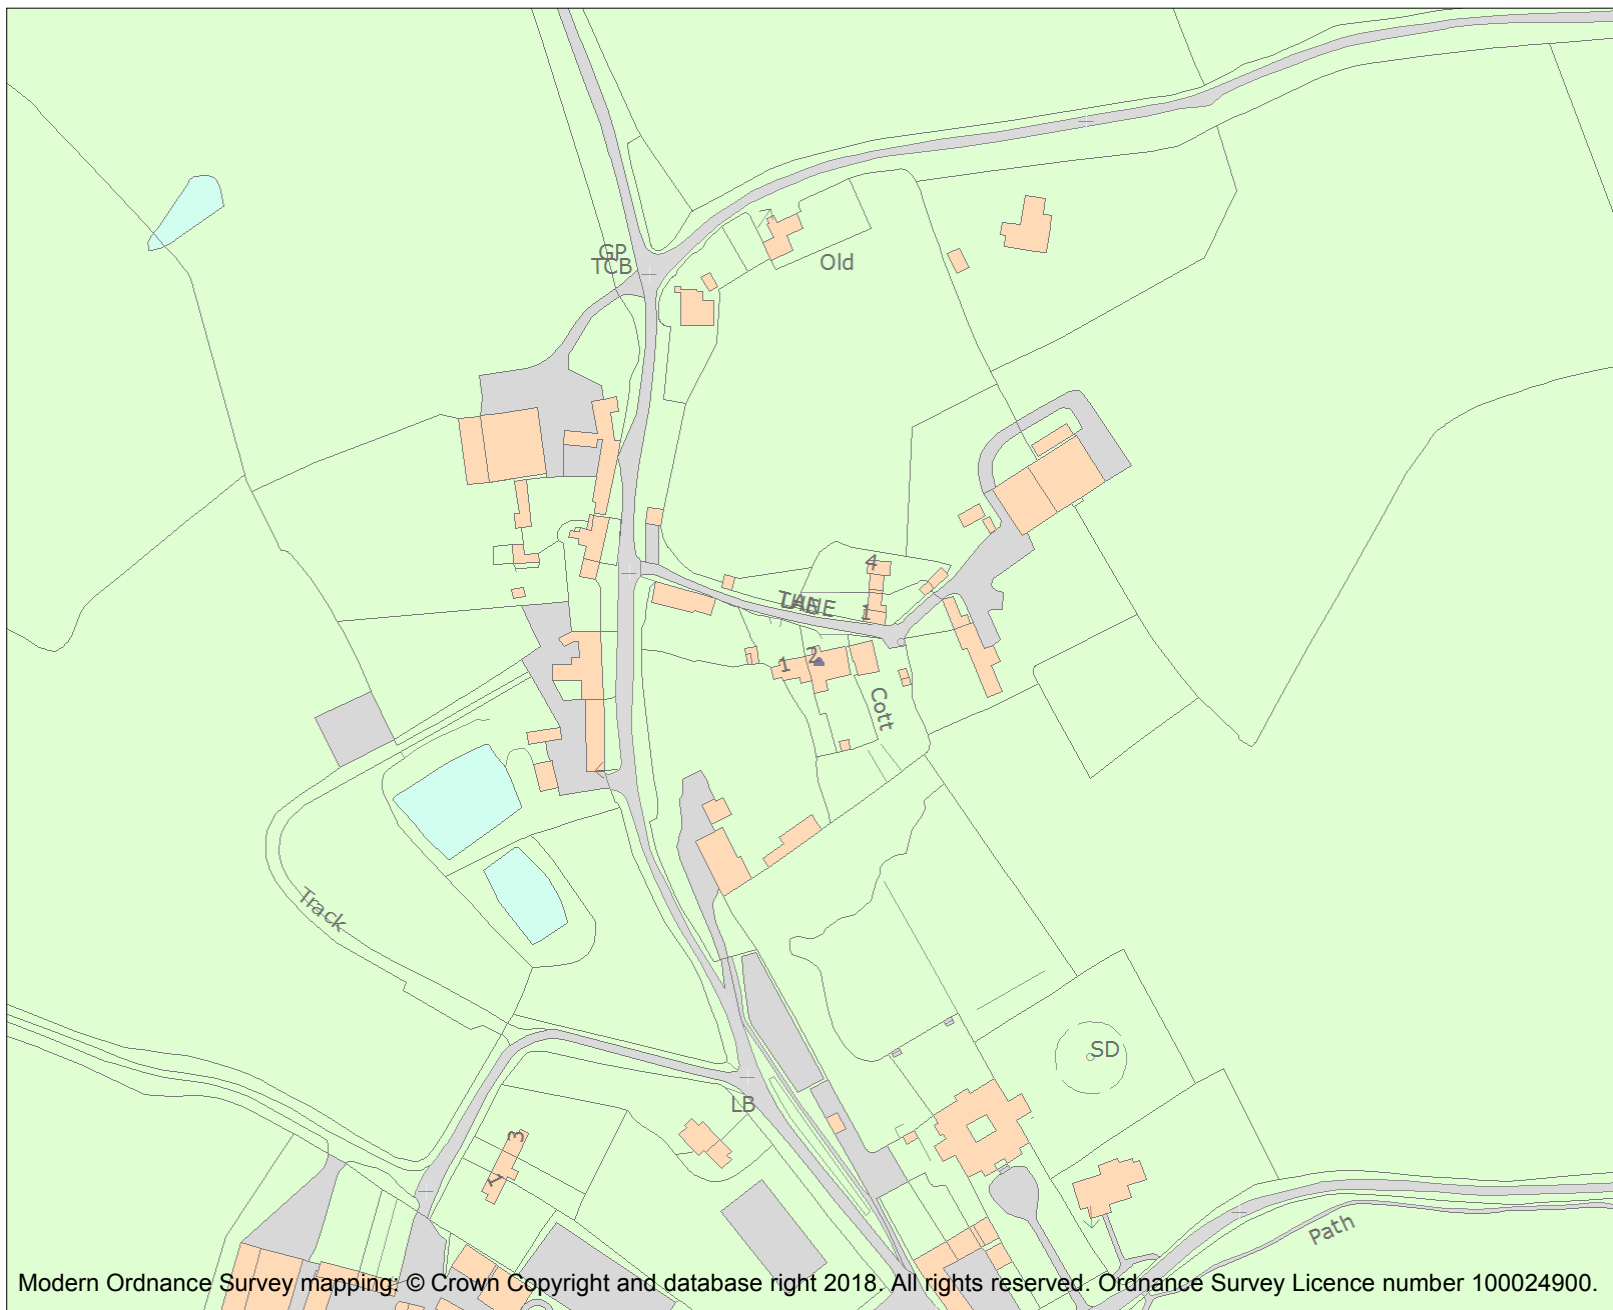 GP
TCB
Old
4
LANE
1
1
2
Cott
Track
SD
LB
3
1
Path
Modern Ordnance Survey mapping: © Crown Copyright and database right 2018. All rights reserved. Ordnance Survey Licence number 100024900.